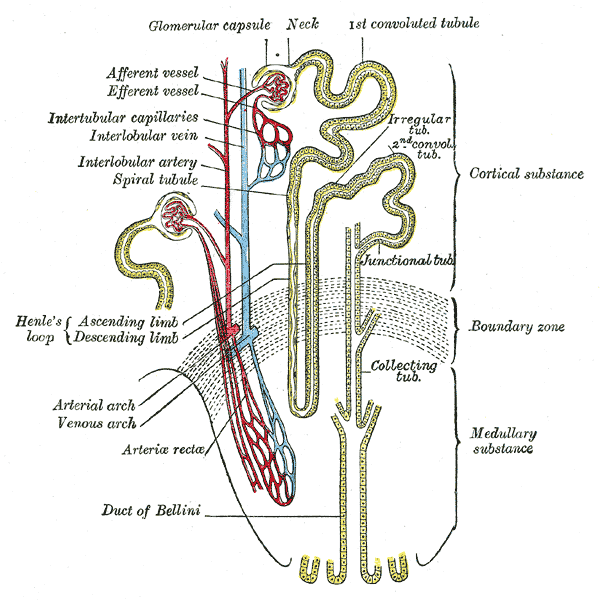 Glomerular capsule
Neck
1st convoluted tubule
Afferent vessel
Efferent vessel
Intertubular capillaries
Interlobular vein
Interlobular artery
Spiral tubule
Irregular
tub.
2nd convol.
tub.
Cortical substance
Junctional tub.
Henle's
loop
Ascending limb
Descending limb
Boundary zone
Collecting
tub.
Arterial arch
Venous arch
Arteriæ rectæ
Medullary
substance
Duct of Bellini